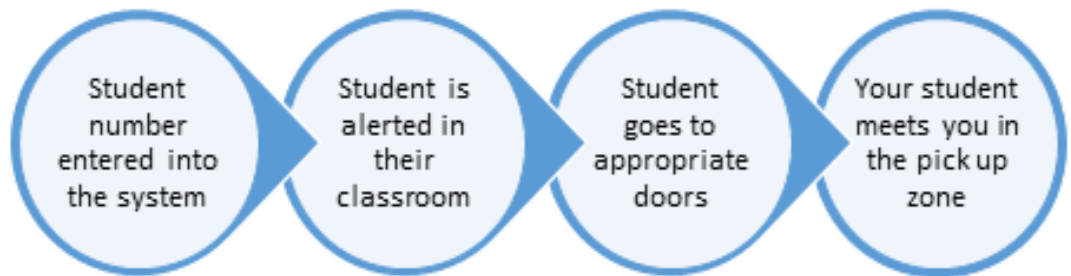 Student
number
entered into
the system
Student is
alerted in
their
classroom
Student
goes to
appropriate
doors
Your student
meets you in
the pick up
zone